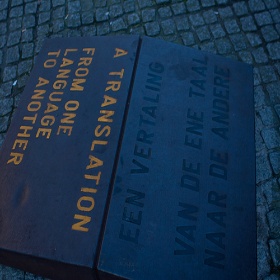 A TRANSLATION
FROM ONE
LANGUAGE
TO ANOTHER
EEN VERTALING
VAN DE ENE TAAL
NAAR DE ANDERE